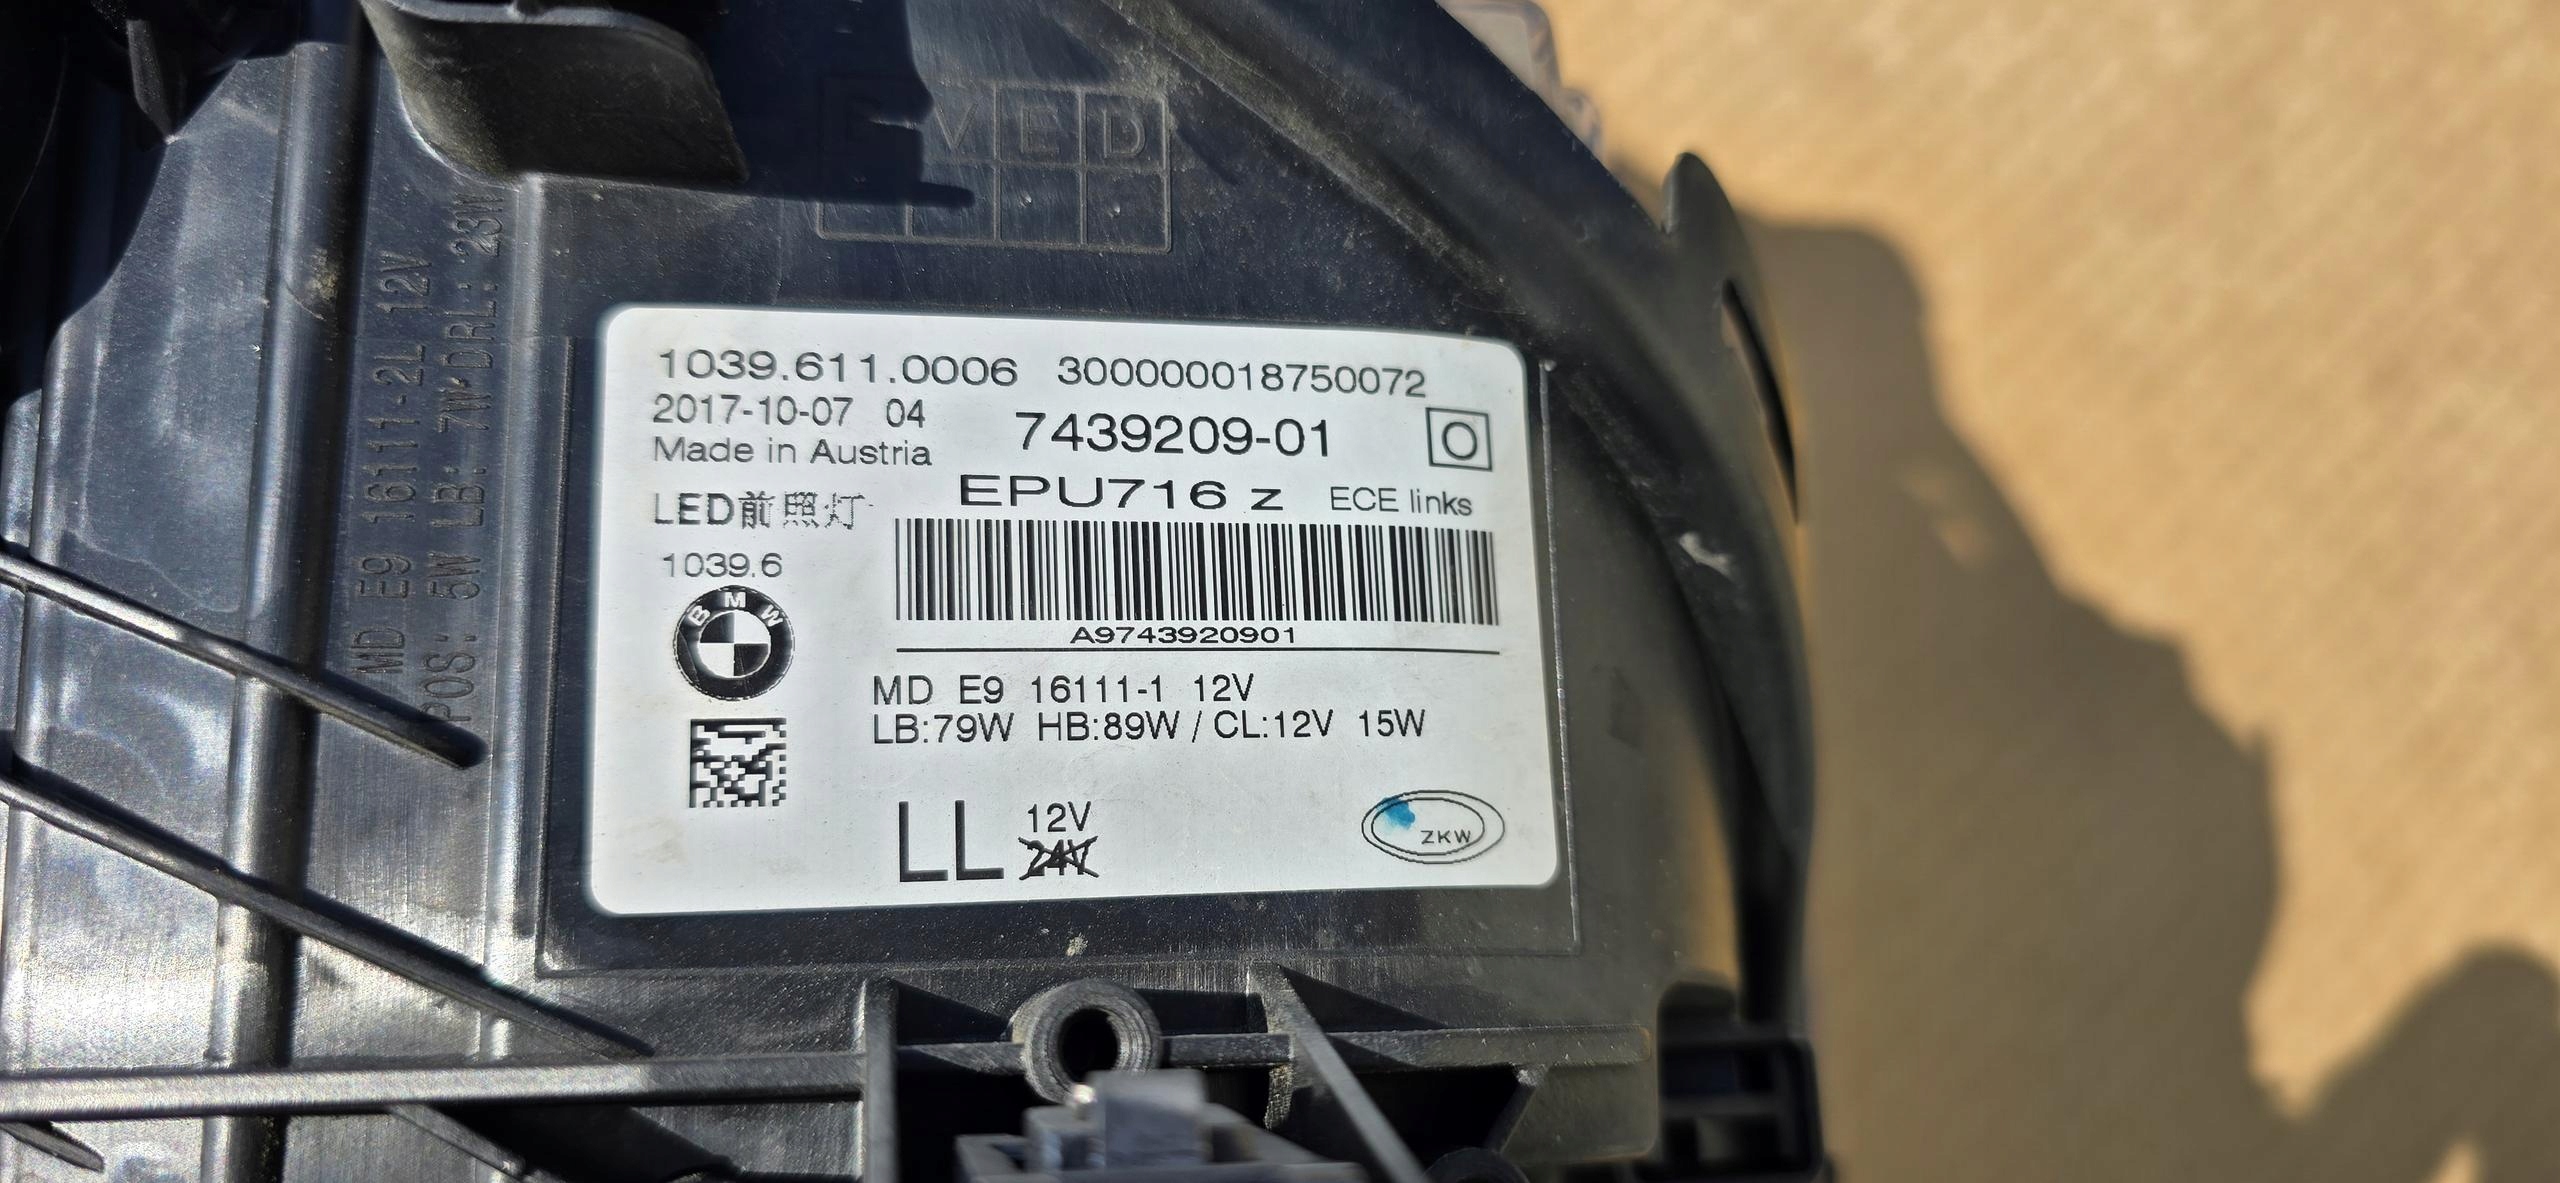 V E D
MD E9 16111-2L 12V
POS: 5W LB: 7W DRL: 23W
1039.611.0006 300000018750072
2017-10-07 04 7439209-01 O
Made in Austria
EPU716 z ECE links
LED前照灯
1039.6
BMW
A9743920901
MD E9 16111-1 12V
LB:79W HB:89W / CL:12V 15W
LL 12V
24V
ZKW